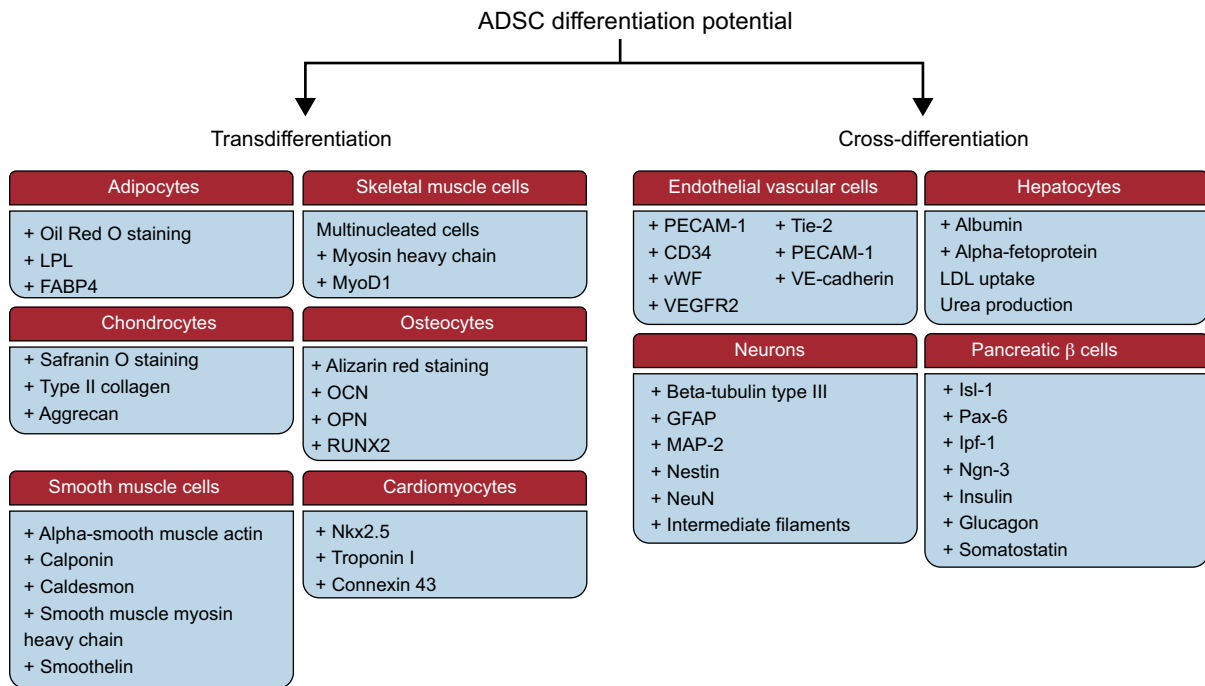 ADSC differentiation potential
Transdifferentiation
Adipocytes
+ Oil Red O staining
+ LPL
+ FABP4
Skeletal muscle cells
Multinucleated cells
+ Myosin heavy chain
+ MyoD1
Chondrocytes
+ Safranin O staining
+ Type II collagen
+ Aggrecan
Osteocytes
+ Alizarin red staining
+ OCN
+ OPN
+ RUNX2
Smooth muscle cells
+ Alpha-smooth muscle actin
+ Calponin
+ Caldesmon
+ Smooth muscle myosin
heavy chain
+ Smoothelin
Cardiomyocytes
+ Nkx2.5
+ Troponin I
+ Connexin 43
Cross-differentiation
Endothelial vascular cells
+ PECAM-1
+ CD34
+ vWF
+ VEGFR2
+ Tie-2
+ PECAM-1
+ VE-cadherin
Hepatocytes
+ Albumin
+ Alpha-fetoprotein
LDL uptake
Urea production
Neurons
+ Beta-tubulin type III
+ GFAP
+ MAP-2
+ Nestin
+ NeuN
+ Intermediate filaments
Pancreatic β cells
+ Isl-1
+ Pax-6
+ Ipf-1
+ Ngn-3
+ Insulin
+ Glucagon
+ Somatostatin